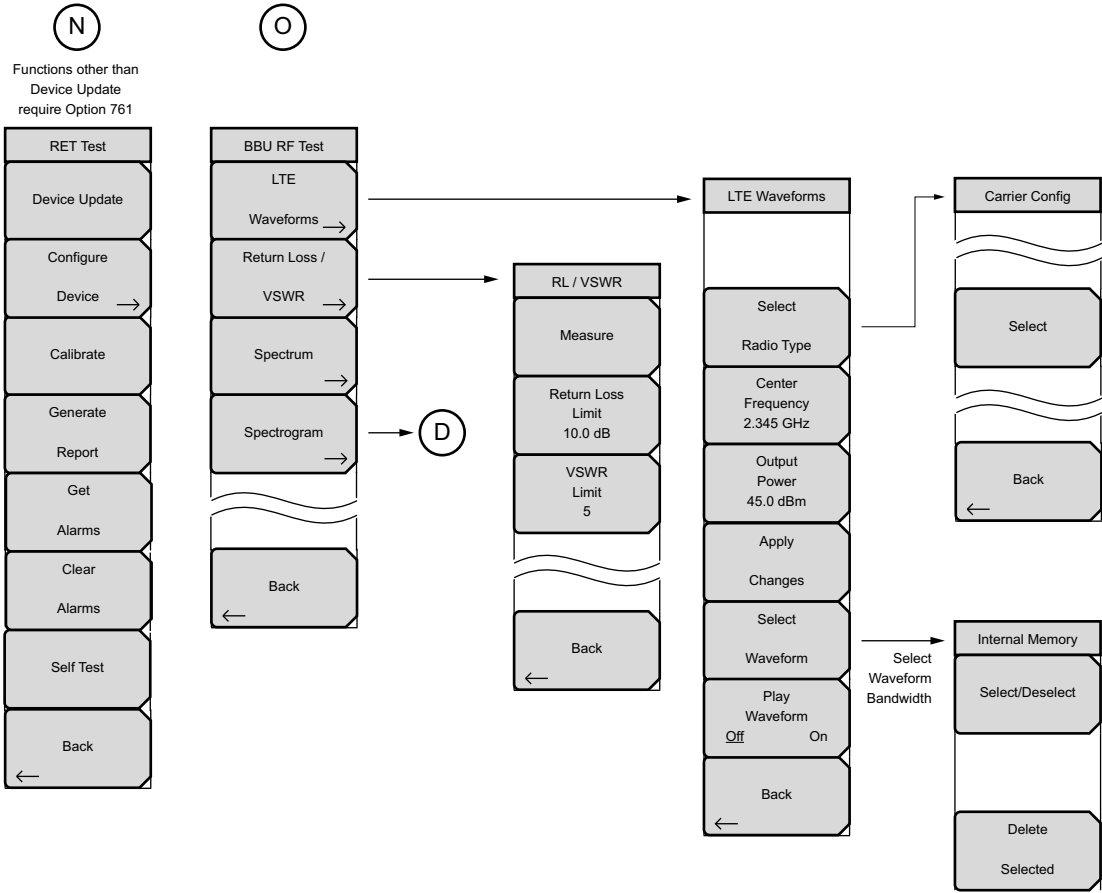 N
Functions other than
Device Update
require Option 761
RET Test
Device Update
Configure
Device
Calibrate
Generate
Report
Get
Alarms
Clear
Alarms
Self Test
Back
O
BBU RF Test
LTE
Waveforms
Return Loss /
VSWR
Spectrum
Spectrogram
Back
D
RL / VSWR
Measure
Return Loss
Limit
10.0 dB
VSWR
Limit
5
Back
LTE Waveforms
Select
Radio Type
Center
Frequency
2.345 GHz
Output
Power
45.0 dBm
Apply
Changes
Select
Waveform
Play
Waveform
Off On
Back
Select
Waveform
Bandwidth
Carrier Config
Select
Back
Internal Memory
Select/Deselect
Delete
Selected